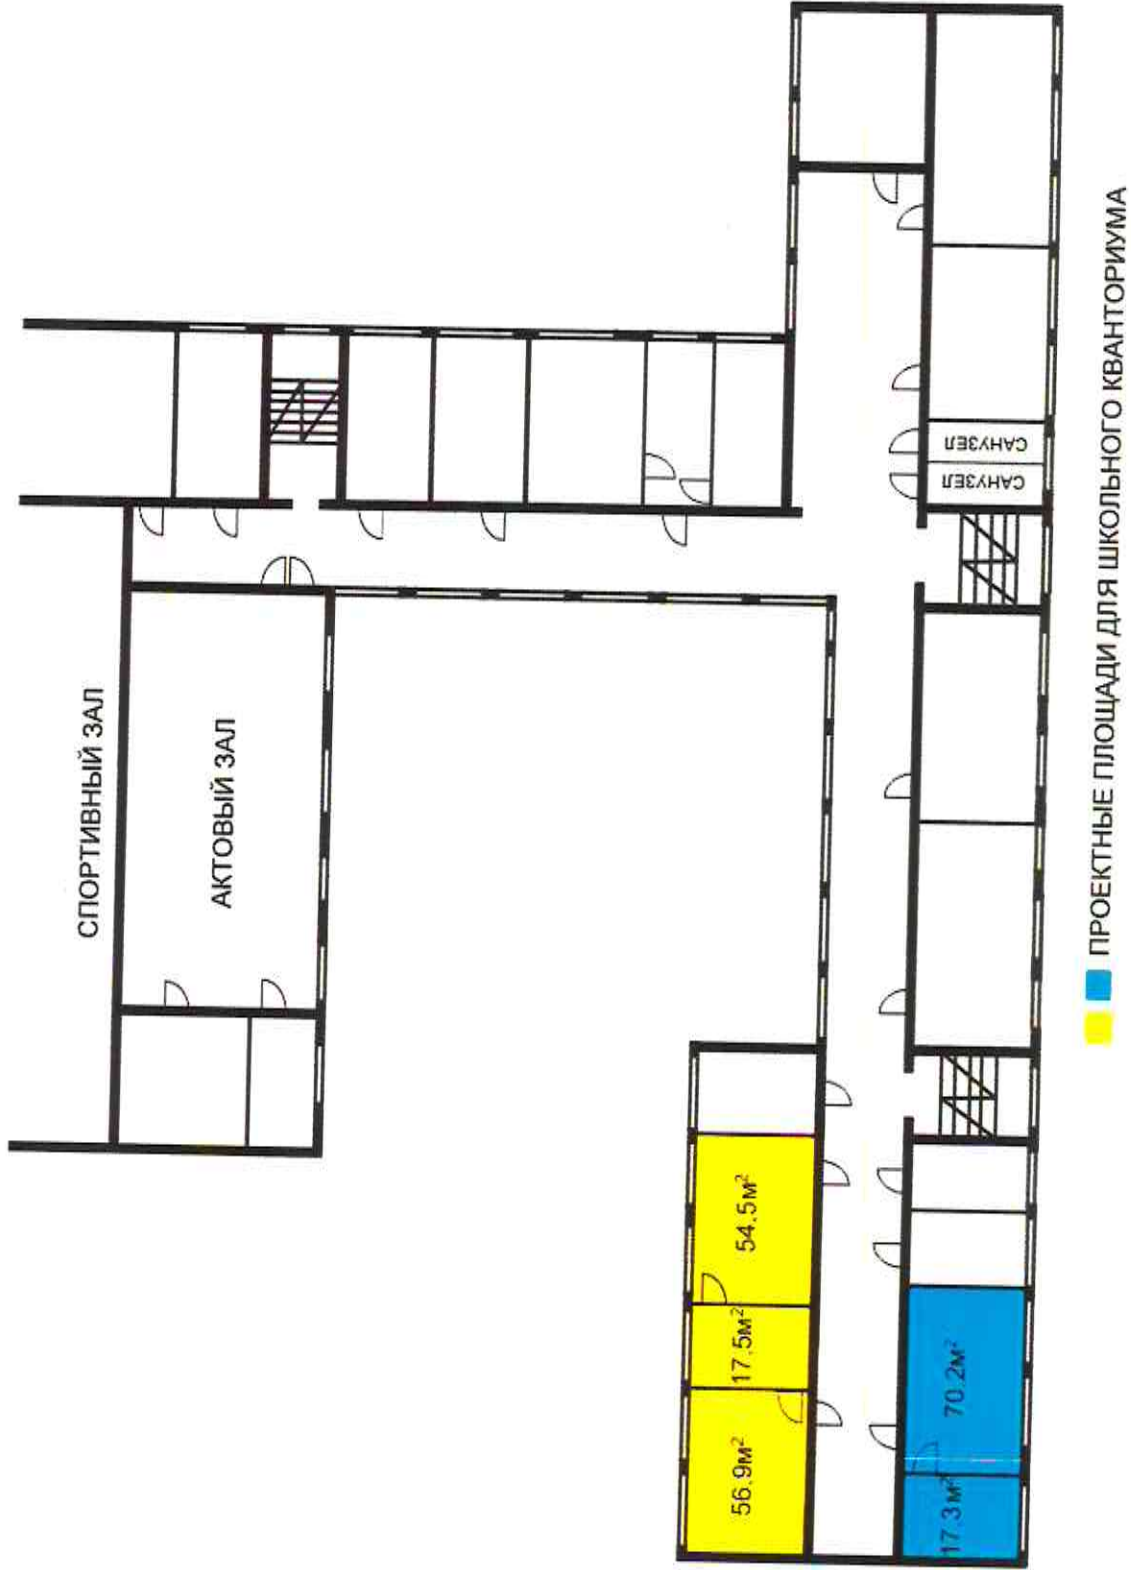 СПОРТИВНЫЙ ЗАЛ
АКТОВЫЙ ЗАЛ
САНУЗЕЛ
САНУЗЕЛ
56.9м²
17.5м²
54.5м²
17.3м²
70.2м²
ПРОЕКТНЫЕ ПЛОЩАДИ ДЛЯ ШКОЛЬНОГО КВАНТОРИУМА